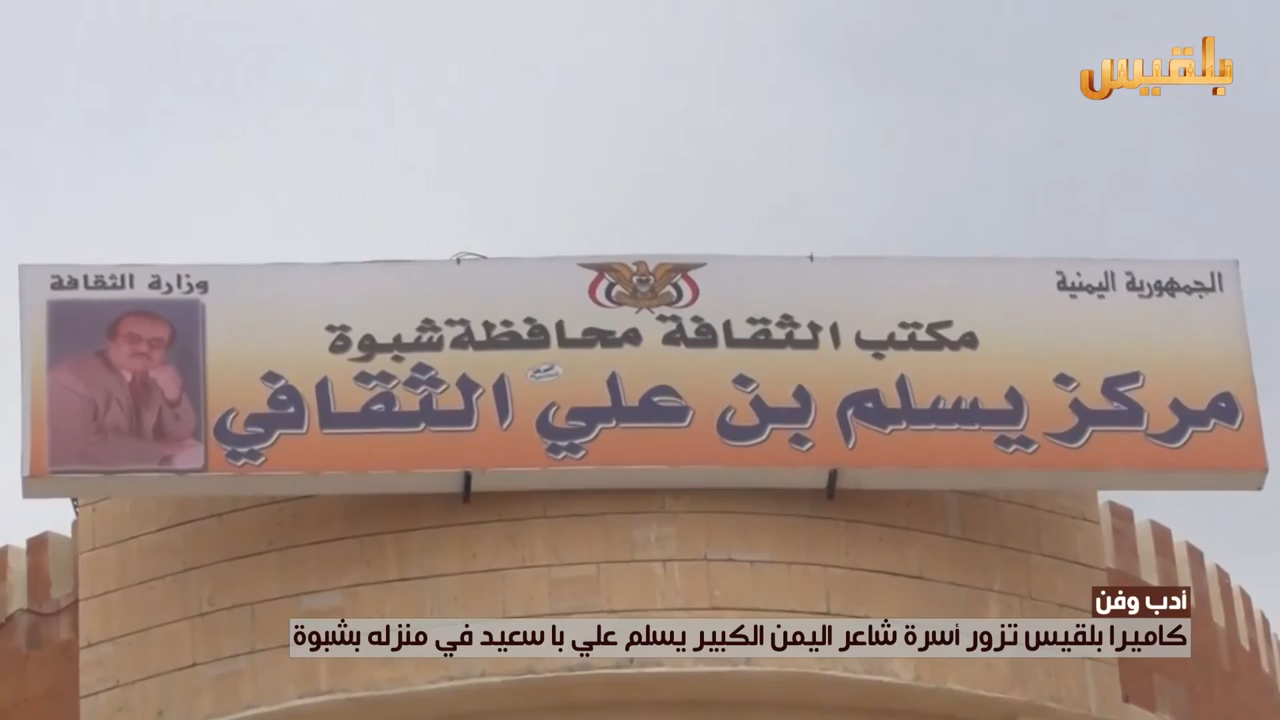 بلقيس
الجمهورية اليمنية
وزارة الثقافة
مكتب الثقافة محافظة شبوة
مركز يسلم بن علي الثقافي
أدب وفن
كاميرا بلقيس تزور أسرة شاعر اليمن الكبير يسلم علي با سعيد في منزله بشبوة